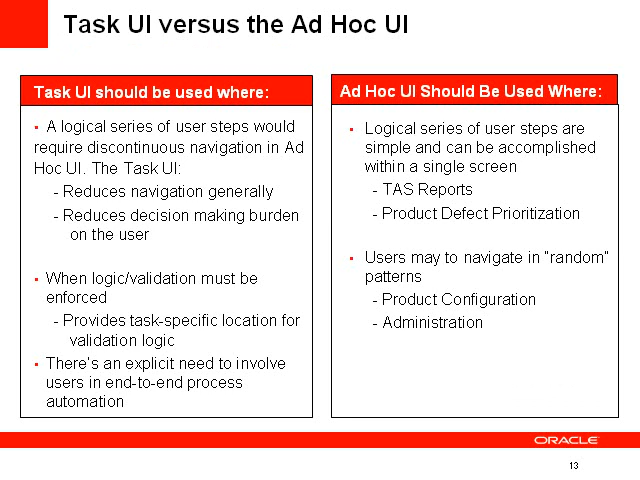 Task UI versus the Ad Hoc UI
Task UI should be used where:
• A logical series of user steps would
require discontinuous navigation in Ad
Hoc UI. The Task UI:
- Reduces navigation generally
- Reduces decision making burden
on the user
• When logic/validation must be
enforced
- Provides task-specific location for
validation logic
• There's an explicit need to involve
users in end-to-end process
automation
Ad Hoc UI Should Be Used Where:
• Logical series of user steps are
simple and can be accomplished
within a single screen
- TAS Reports
- Product Defect Prioritization
• Users may to navigate in "random"
patterns
- Product Configuration
- Administration
ORACLE
13